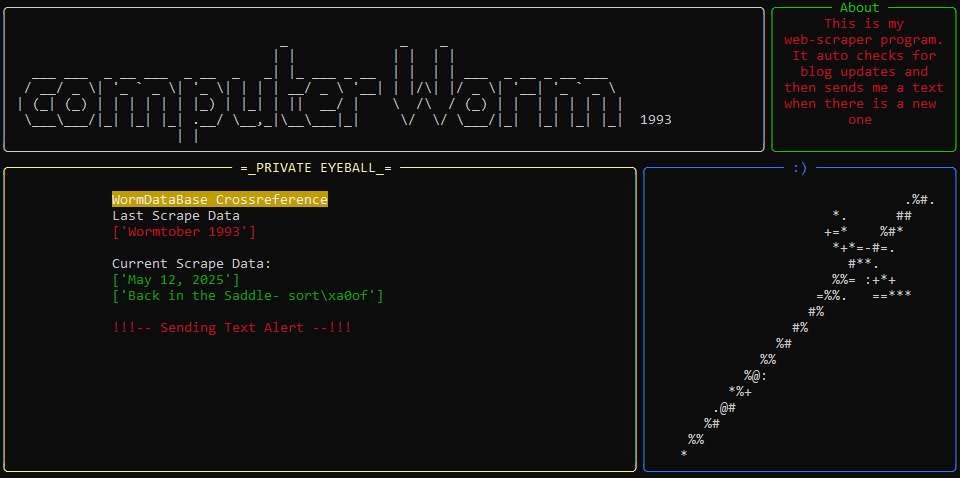 computer Worm 1993
About
This is my
web-scraper program.
It auto checks for
blog updates and
then sends me a text
when there is a new
one
=_PRIVATE EYEBALL_=
WormDataBase Crossreference
Last Scrape Data
['Wormtober 1993']
Current Scrape Data:
['May 12, 2025']
['Back in the Saddle- sort\xa0of']
!!!-- Sending Text Alert --!!!
:)